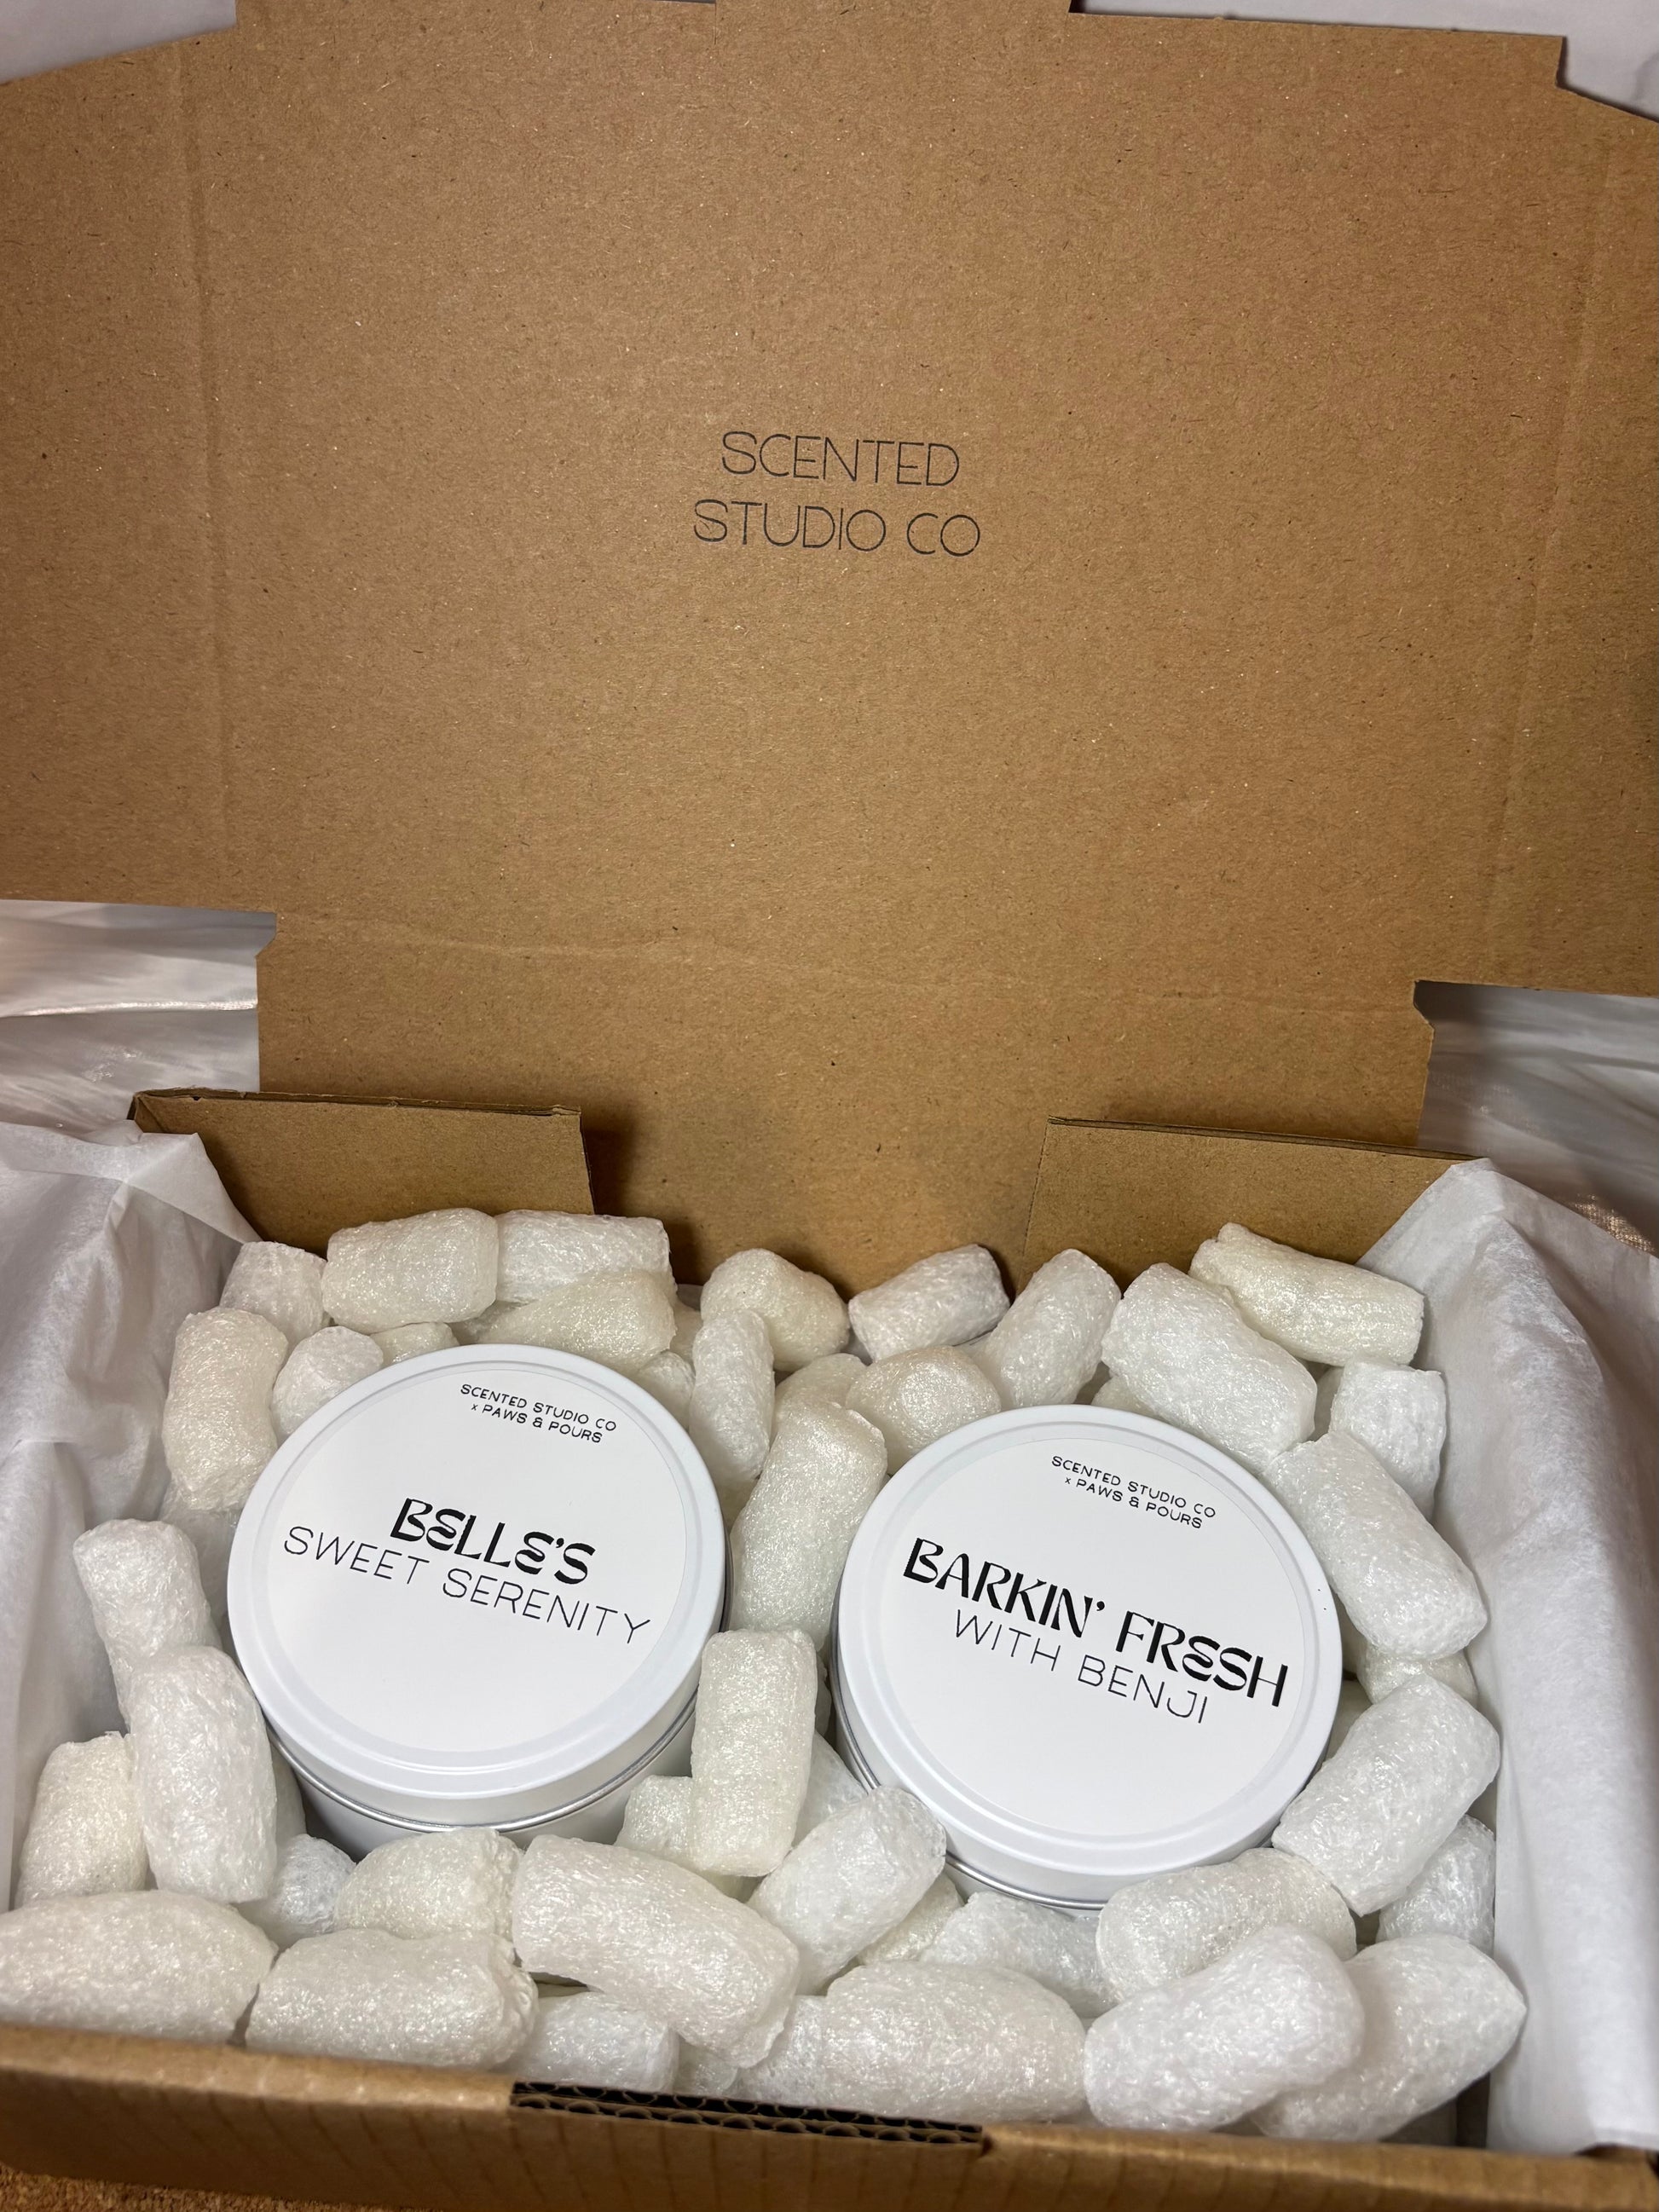 SCENTED
STUDIO CO
SCENTED STUDIO CO
x PAWS & POURS
BELLE'S
SWEET SERENITY
SCENTED STUDIO CO
x PAWS & POURS
BARKIN' FRESH
WITH BENJI